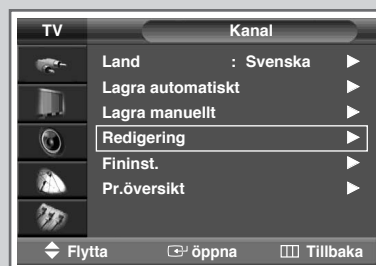 TV Kanal
Land : Svenska
Lagra automatiskt
Lagra manuellt
Redigering
Fininst.
Pr.översikt
Flytta öppna Tillbaka